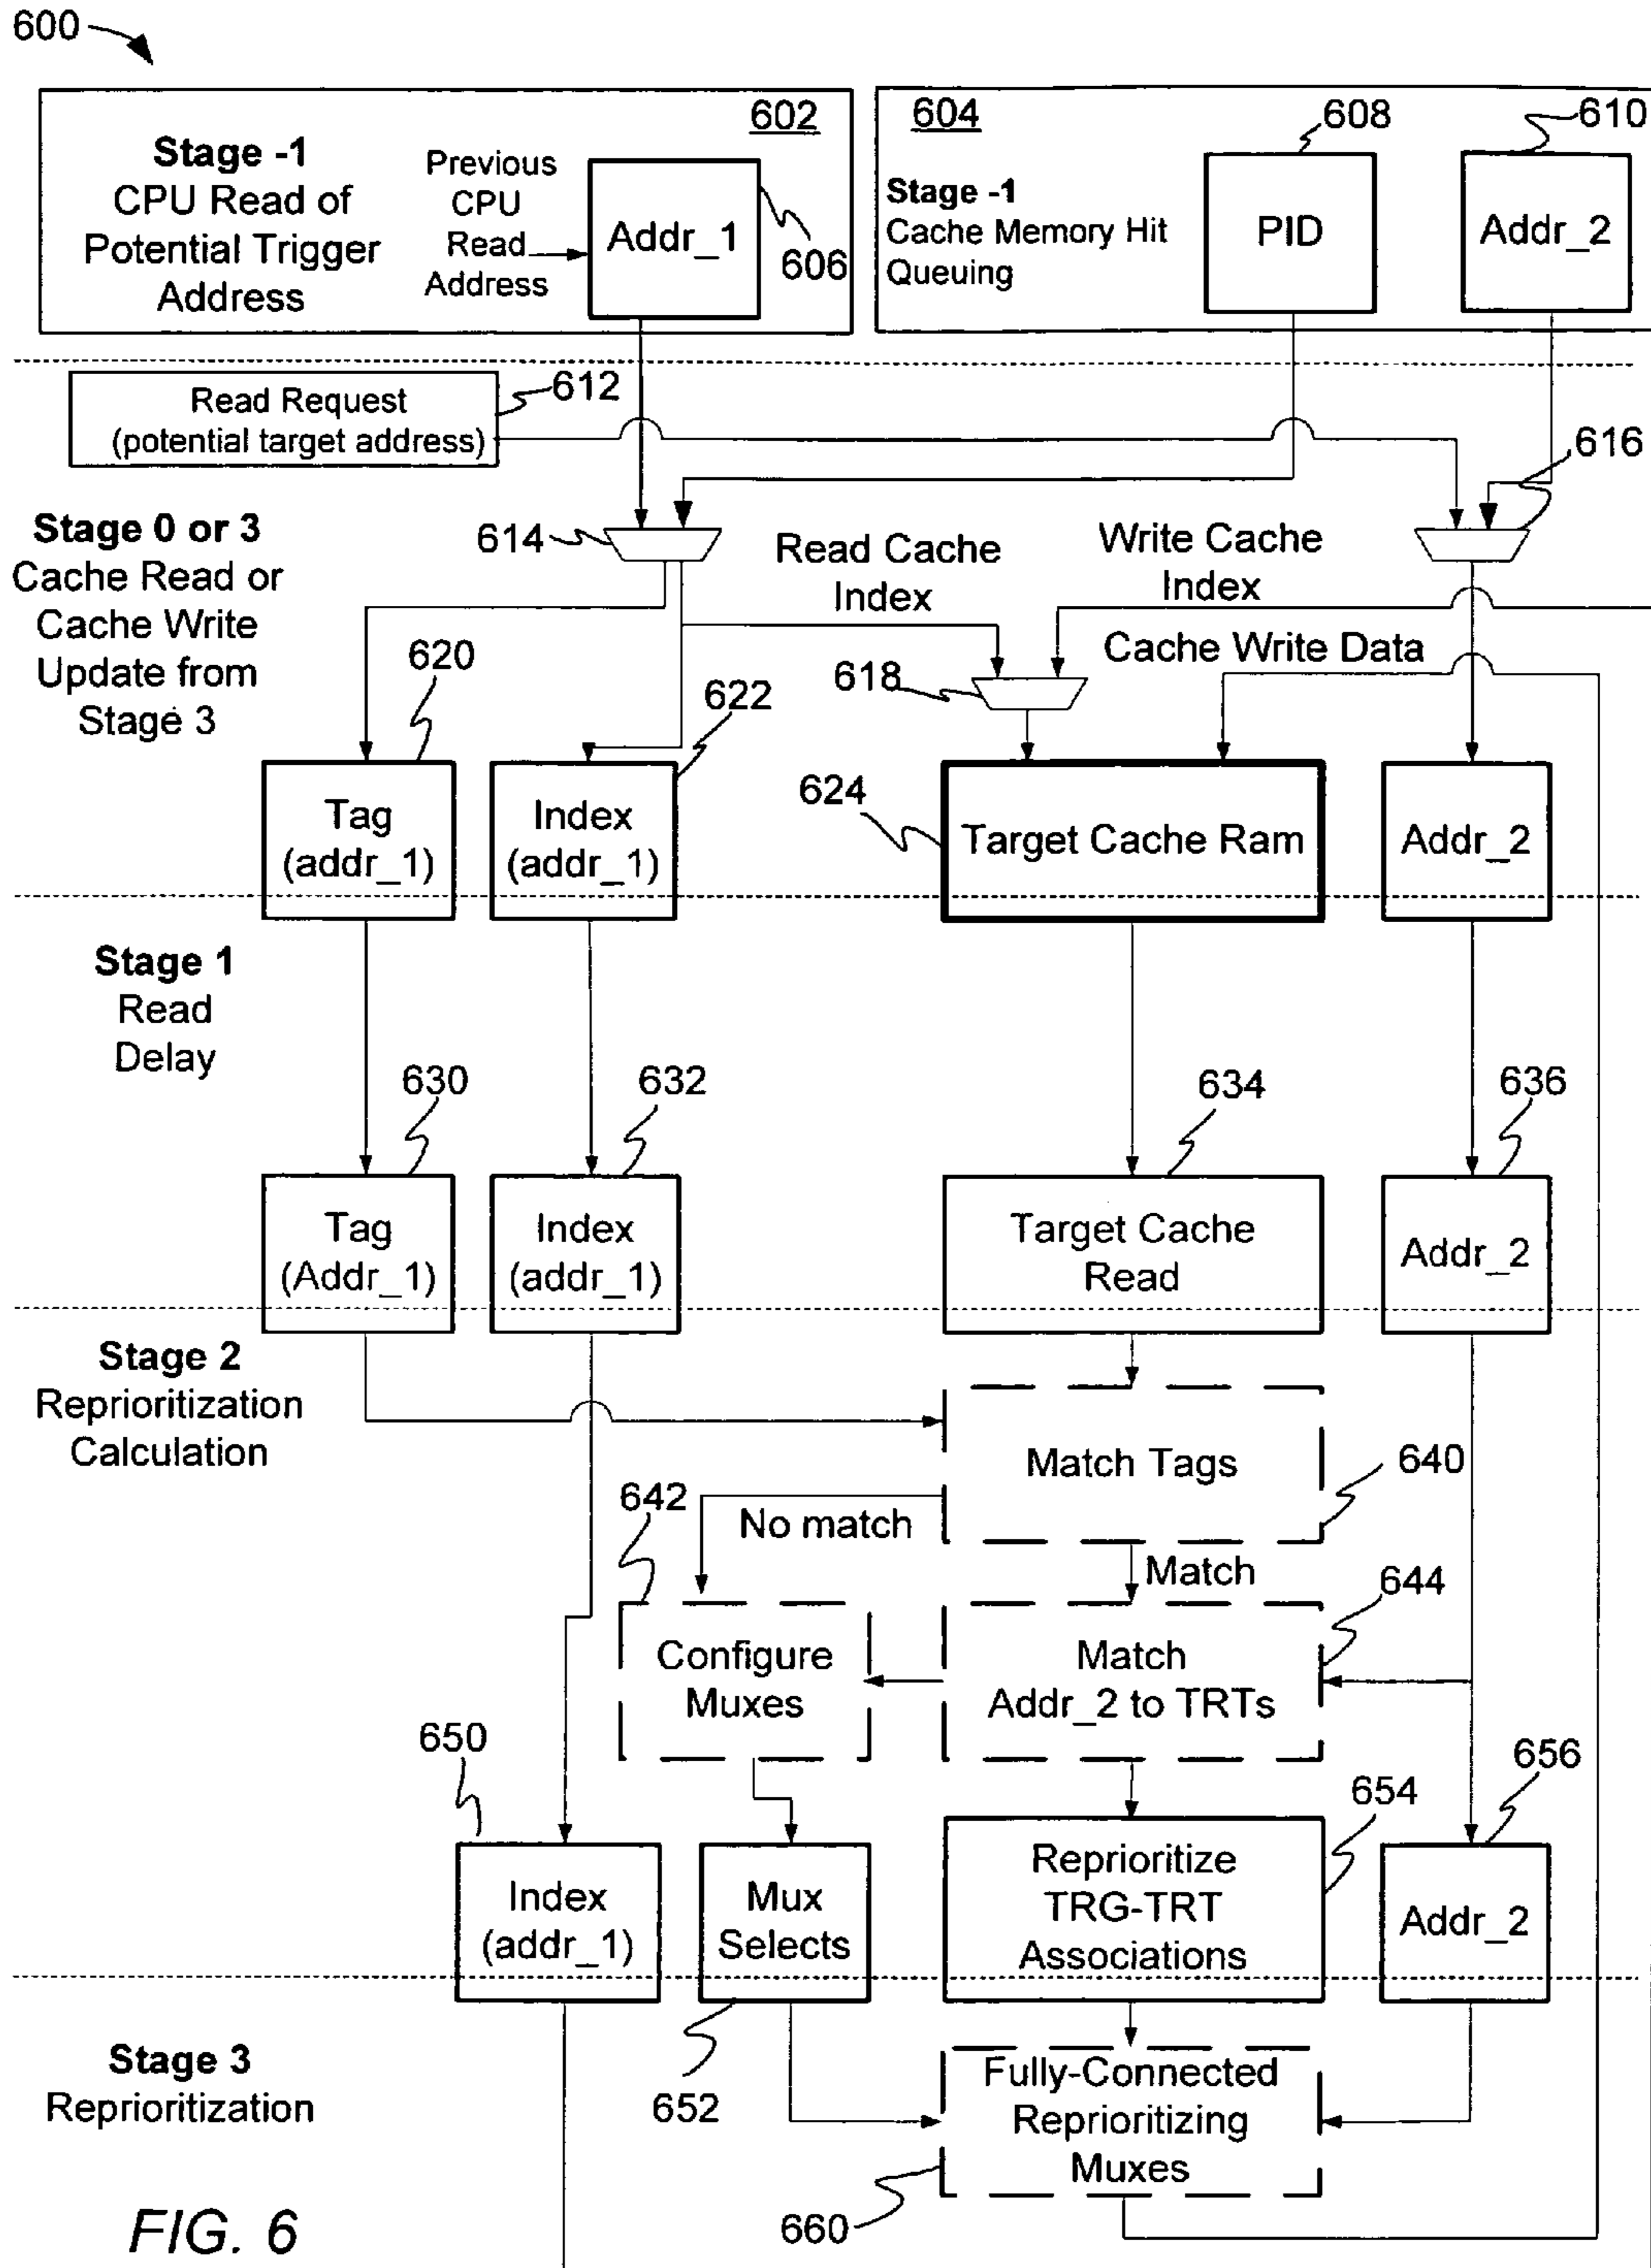 600
602
Stage -1
CPU Read of
Potential Trigger
Address
Previous
CPU
Read
Address
Addr_1
606
604
Stage -1
Cache Memory Hit
Queuing
608
PID
610
Addr_2
Read Request
(potential target address)
612
616
Stage 0 or 3
Cache Read or
Cache Write
Update from
Stage 3
614
Read Cache
Index
Write Cache
Index
Cache Write Data
618
620
622
624
Tag
(addr_1)
Index
(addr_1)
Target Cache Ram
Addr_2
Stage 1
Read
Delay
630
632
634
636
Tag
(Addr_1)
Index
(addr_1)
Target Cache
Read
Addr_2
Stage 2
Reprioritization
Calculation
Match Tags
640
642
No match
Match
644
Configure
Muxes
Match
Addr_2 to TRTs
650
654
656
Index
(addr_1)
Mux
Selects
Reprioritize
TRG-TRT
Associations
Addr_2
Stage 3
Reprioritization
652
Fully-Connected
Reprioritizing
Muxes
660
FIG. 6